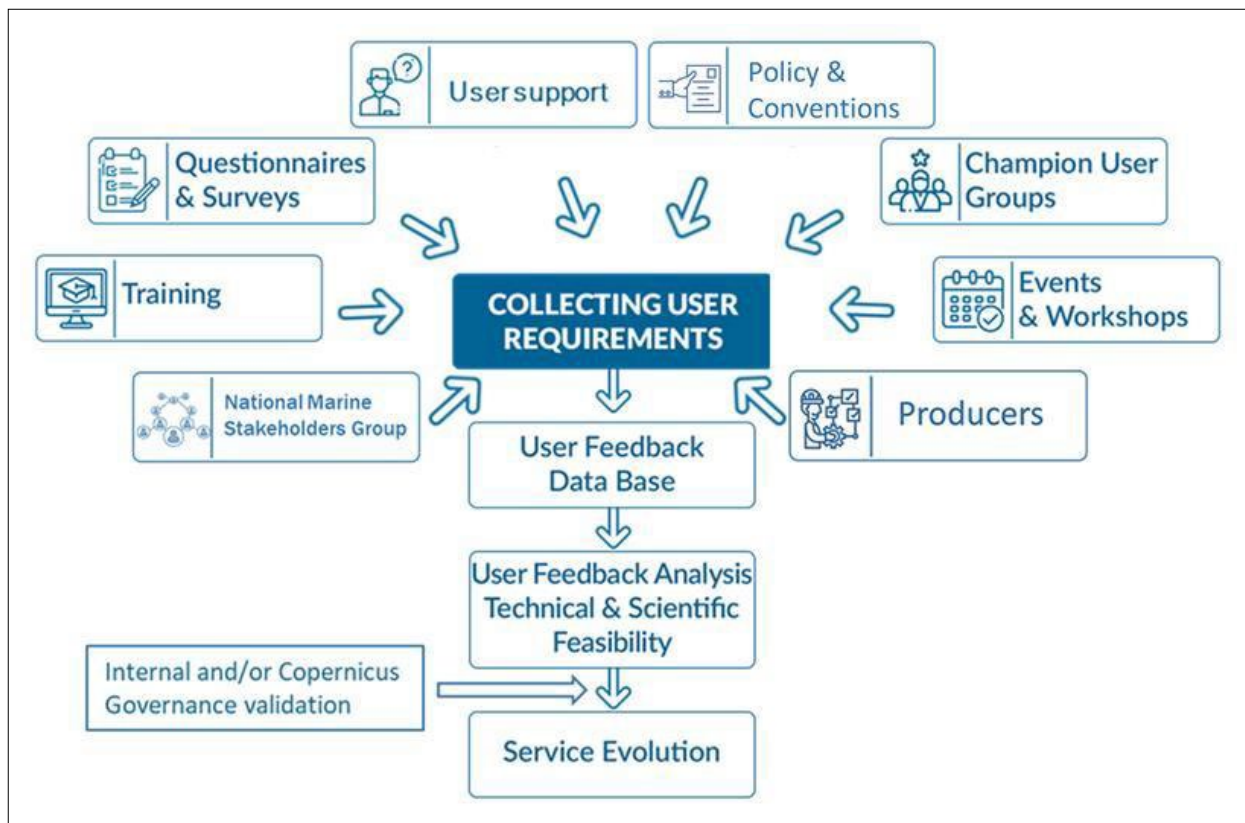 User support
Policy &
Conventions
Questionnaires
& Surveys
Champion User
Groups
Training
COLLECTING USER
REQUIREMENTS
Events
& Workshops
National Marine
Stakeholders Group
Producers
User Feedback
Data Base
User Feedback Analysis
Technical & Scientific
Feasibility
Internal and/or Copernicus
Governance validation
Service Evolution